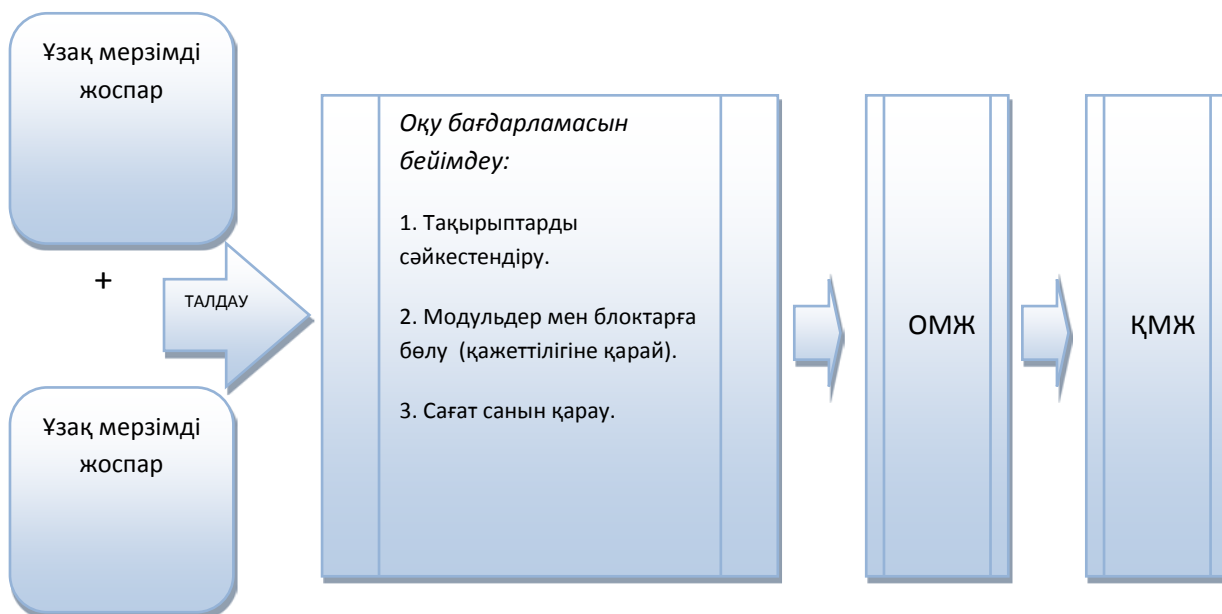 Ұзақ мерзімді
жоспар
+
Ұзақ мерзімді
жоспар
ТАЛДАУ
Оқу бағдарламасын
бейімдеу:
1. Тақырыптарды
сәйкестендіру.
2. Модульдер мен блоктарға
бөлу (қажеттілігіне қарай).
3. Сағат санын қарау.
ОМЖ
ҚМЖ